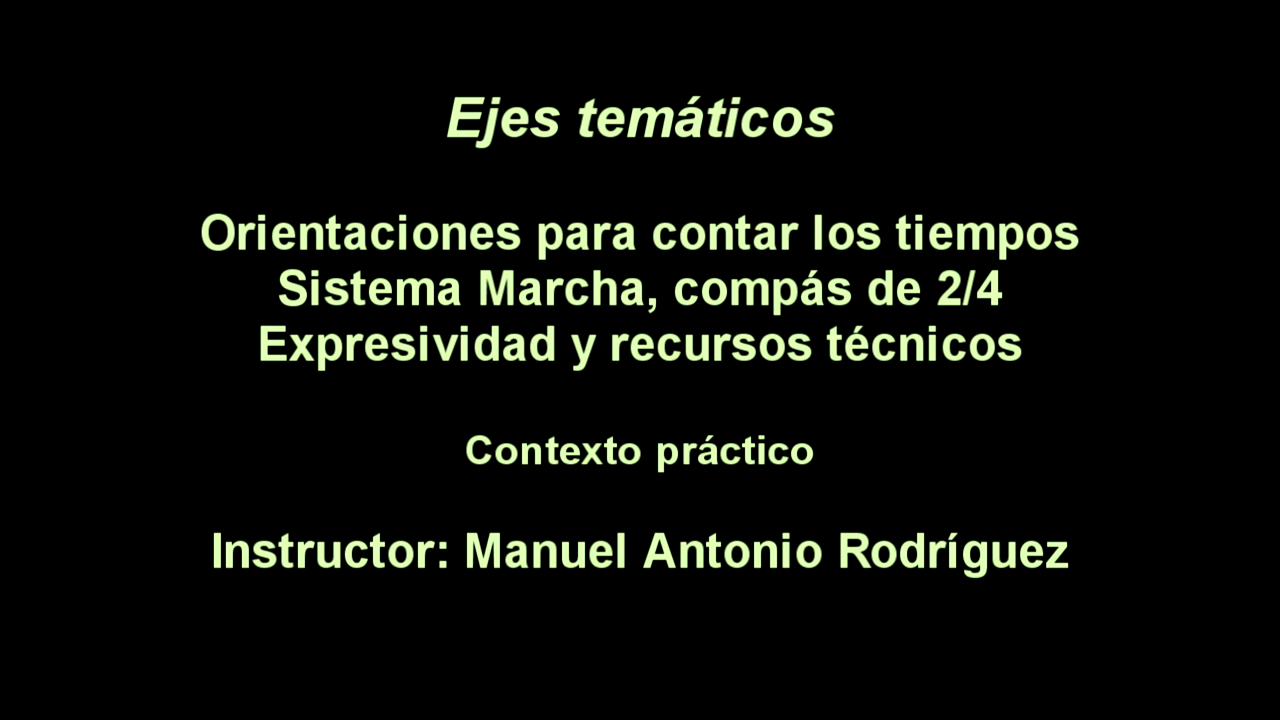 Ejes temáticos
Orientaciones para contar los tiempos
Sistema Marcha, compás de 2/4
Expresividad y recursos técnicos
Contexto práctico
Instructor: Manuel Antonio Rodríguez